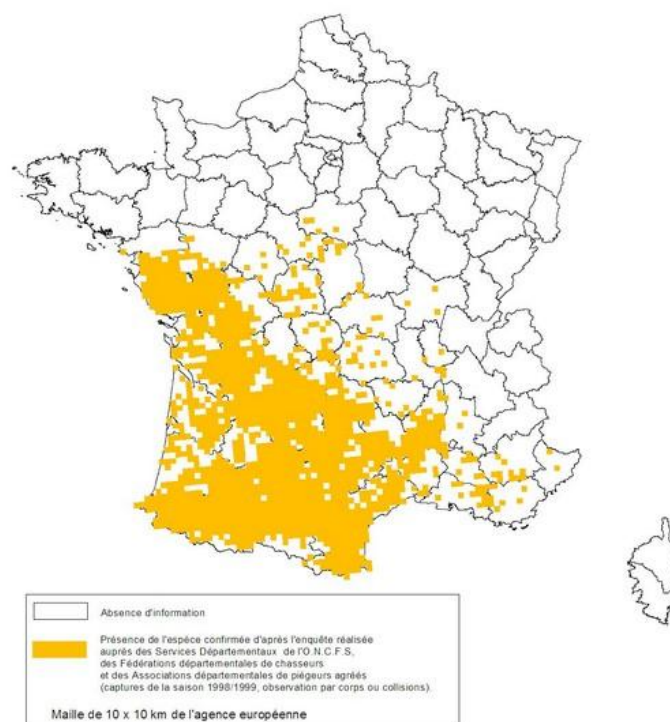 Absence d'information
Présence de l'espèce confirmée d'après l'enquête réalisée
auprès des Services Départementaux de l'O.N.C.F.S,
des Fédérations départementales de chasseurs
et des Associations départementales de piégeurs agréés
(captures de la saison 1998/1999, observation par corps ou collisions).
Maille de 10 x 10 km de l'agence européenne